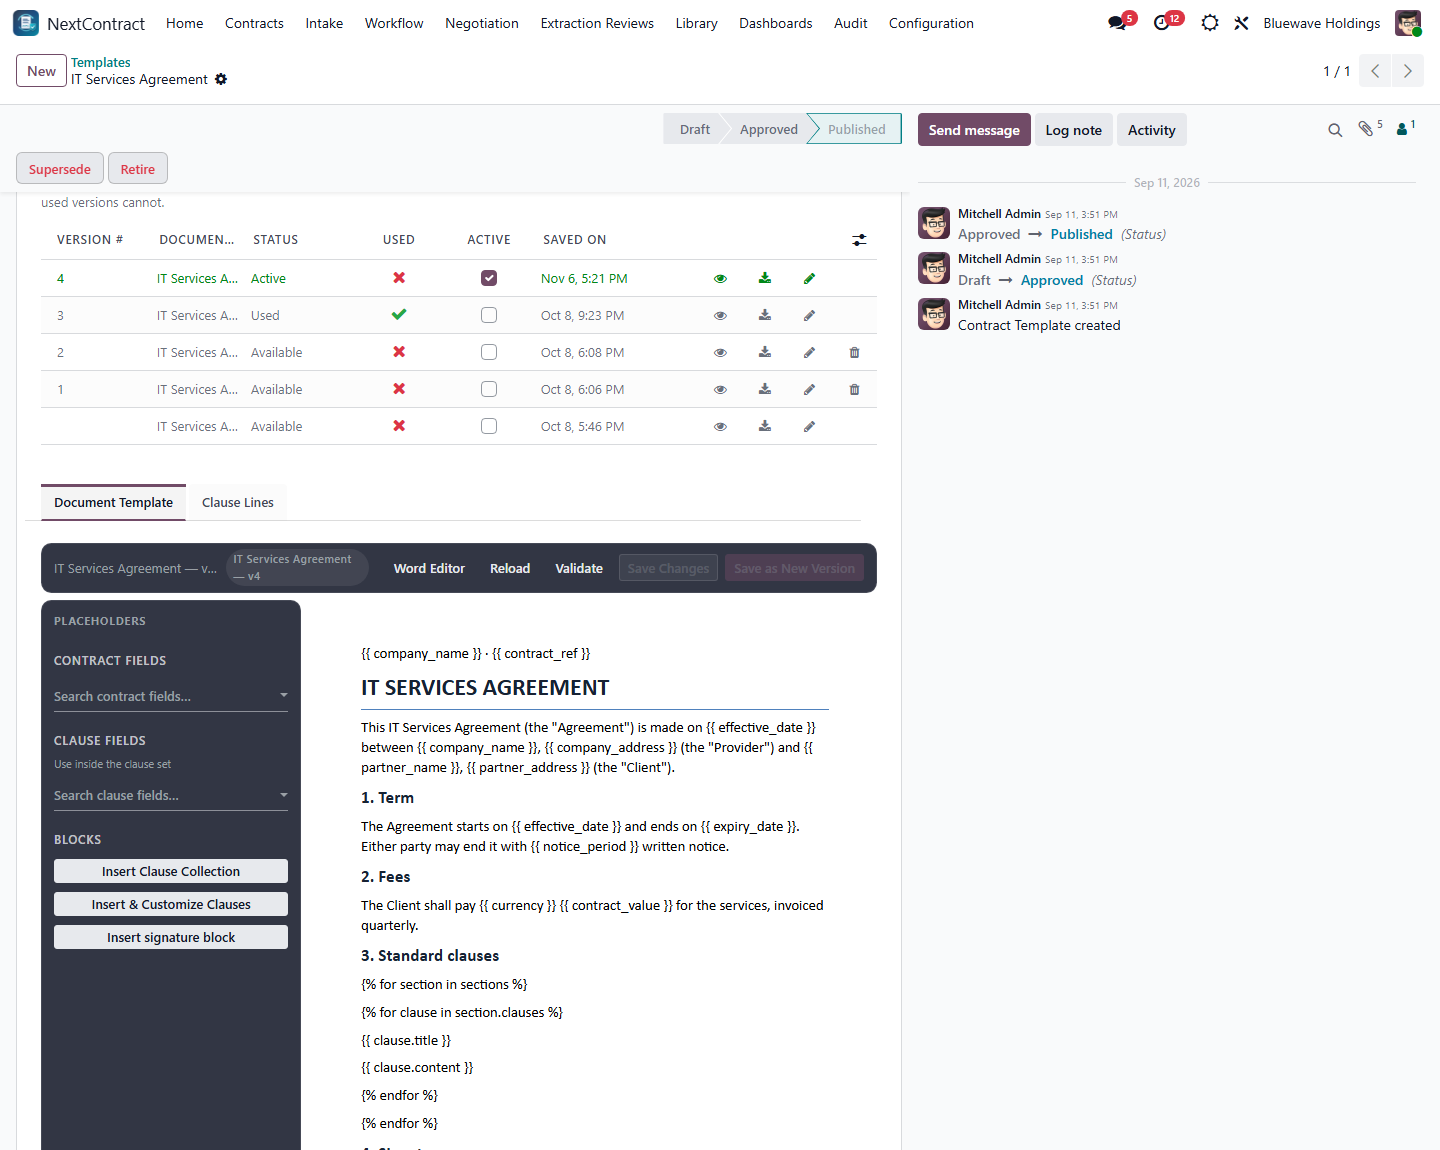 NextContract
Home
Contracts
Intake
Workflow
Negotiation
Extraction Reviews
Library
Dashboards
Audit
Configuration
5
12
Bluewave Holdings
New
Templates
IT Services Agreement
1 / 1
Draft
Approved
Published
Send message
Log note
Activity
5
1
Supersede
Retire
used versions cannot.
VERSION # DOCUMEN... STATUS USED ACTIVE SAVED ON
4 IT Services A... Active Nov 6, 5:21 PM
3 IT Services A... Used Oct 8, 9:23 PM
2 IT Services A... Available Oct 8, 6:08 PM
1 IT Services A... Available Oct 8, 6:06 PM
IT Services A... Available Oct 8, 5:46 PM
Sep 11, 2026
Mitchell Admin Sep 11, 3:51 PM
Approved → Published (Status)
Mitchell Admin Sep 11, 3:51 PM
Draft → Approved (Status)
Mitchell Admin Sep 11, 3:51 PM
Contract Template created
Document Template
Clause Lines
IT Services Agreement — v...
IT Services Agreement
— v4
Word Editor
Reload
Validate
Save Changes
Save as New Version
PLACEHOLDERS
CONTRACT FIELDS
Search contract fields...
CLAUSE FIELDS
Use inside the clause set
Search clause fields...
BLOCKS
Insert Clause Collection
Insert & Customize Clauses
Insert signature block
{{ company_name }} · {{ contract_ref }}
IT SERVICES AGREEMENT
This IT Services Agreement (the "Agreement") is made on {{ effective_date }}
between {{ company_name }}, {{ company_address }} (the "Provider") and {{
partner_name }}, {{ partner_address }} (the "Client").
1. Term
The Agreement starts on {{ effective_date }} and ends on {{ expiry_date }}.
Either party may end it with {{ notice_period }} written notice.
2. Fees
The Client shall pay {{ currency }} {{ contract_value }} for the services, invoiced
quarterly.
3. Standard clauses
{% for section in sections %}
{% for clause in section.clauses %}
{{ clause.title }}
{{ clause.content }}
{% endfor %}
{% endfor %}